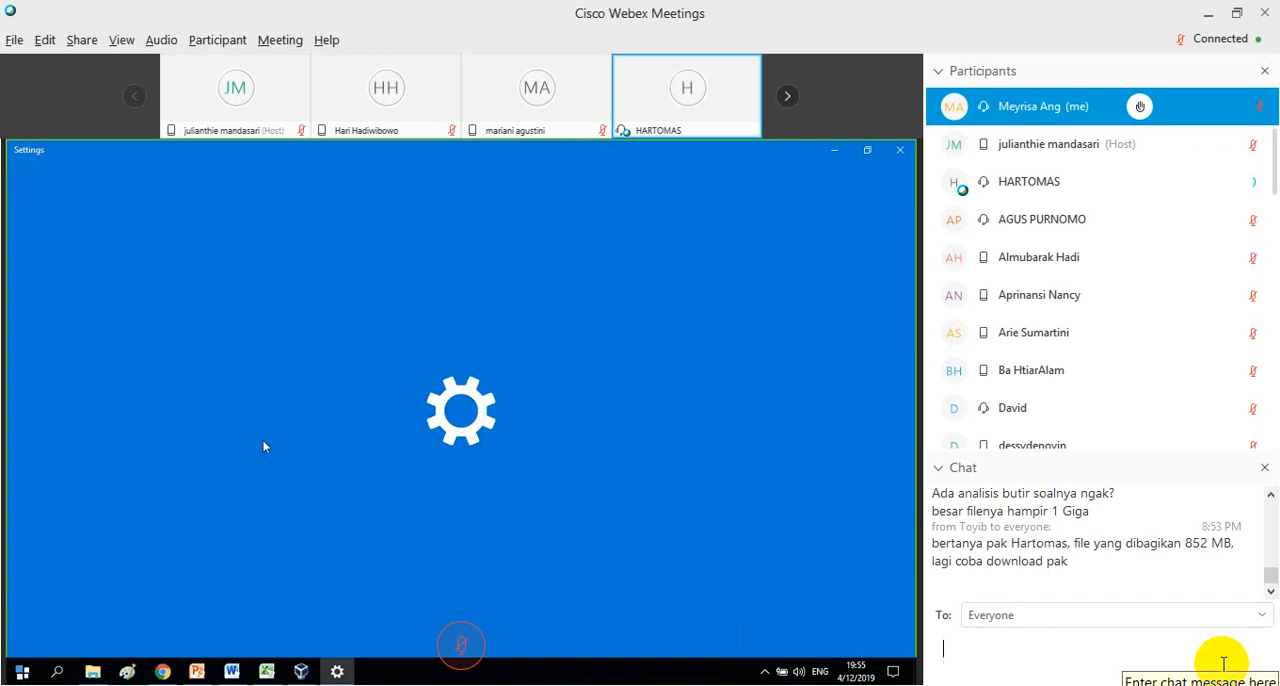 Cisco Webex Meetings
File Edit Share View Audio Participant Meeting Help
Connected
JM
julianthie mandasari (Host)
HH
Hari Hadiwibowo
MA
mariani agustini
H
HARTOMAS
Settings
Participants
MA Meyrisa Ang (me)
JM julianthie mandasari (Host)
H HARTOMAS
AP AGUS PURNOMO
AH Almubarak Hadi
AN Aprinansi Nancy
AS Arie Sumartini
BH Ba HtiarAlam
D David
D dessydenovin
Chat
Ada analisis butir soalnya ngak?
besar filenya hampir 1 Giga
from Toyib to everyone: 8:53 PM
bertanya pak Hartomas, file yang dibagikan 852 MB,
lagi coba download pak
To: Everyone
Enter chat message here
ENG
19:55
4/12/2019